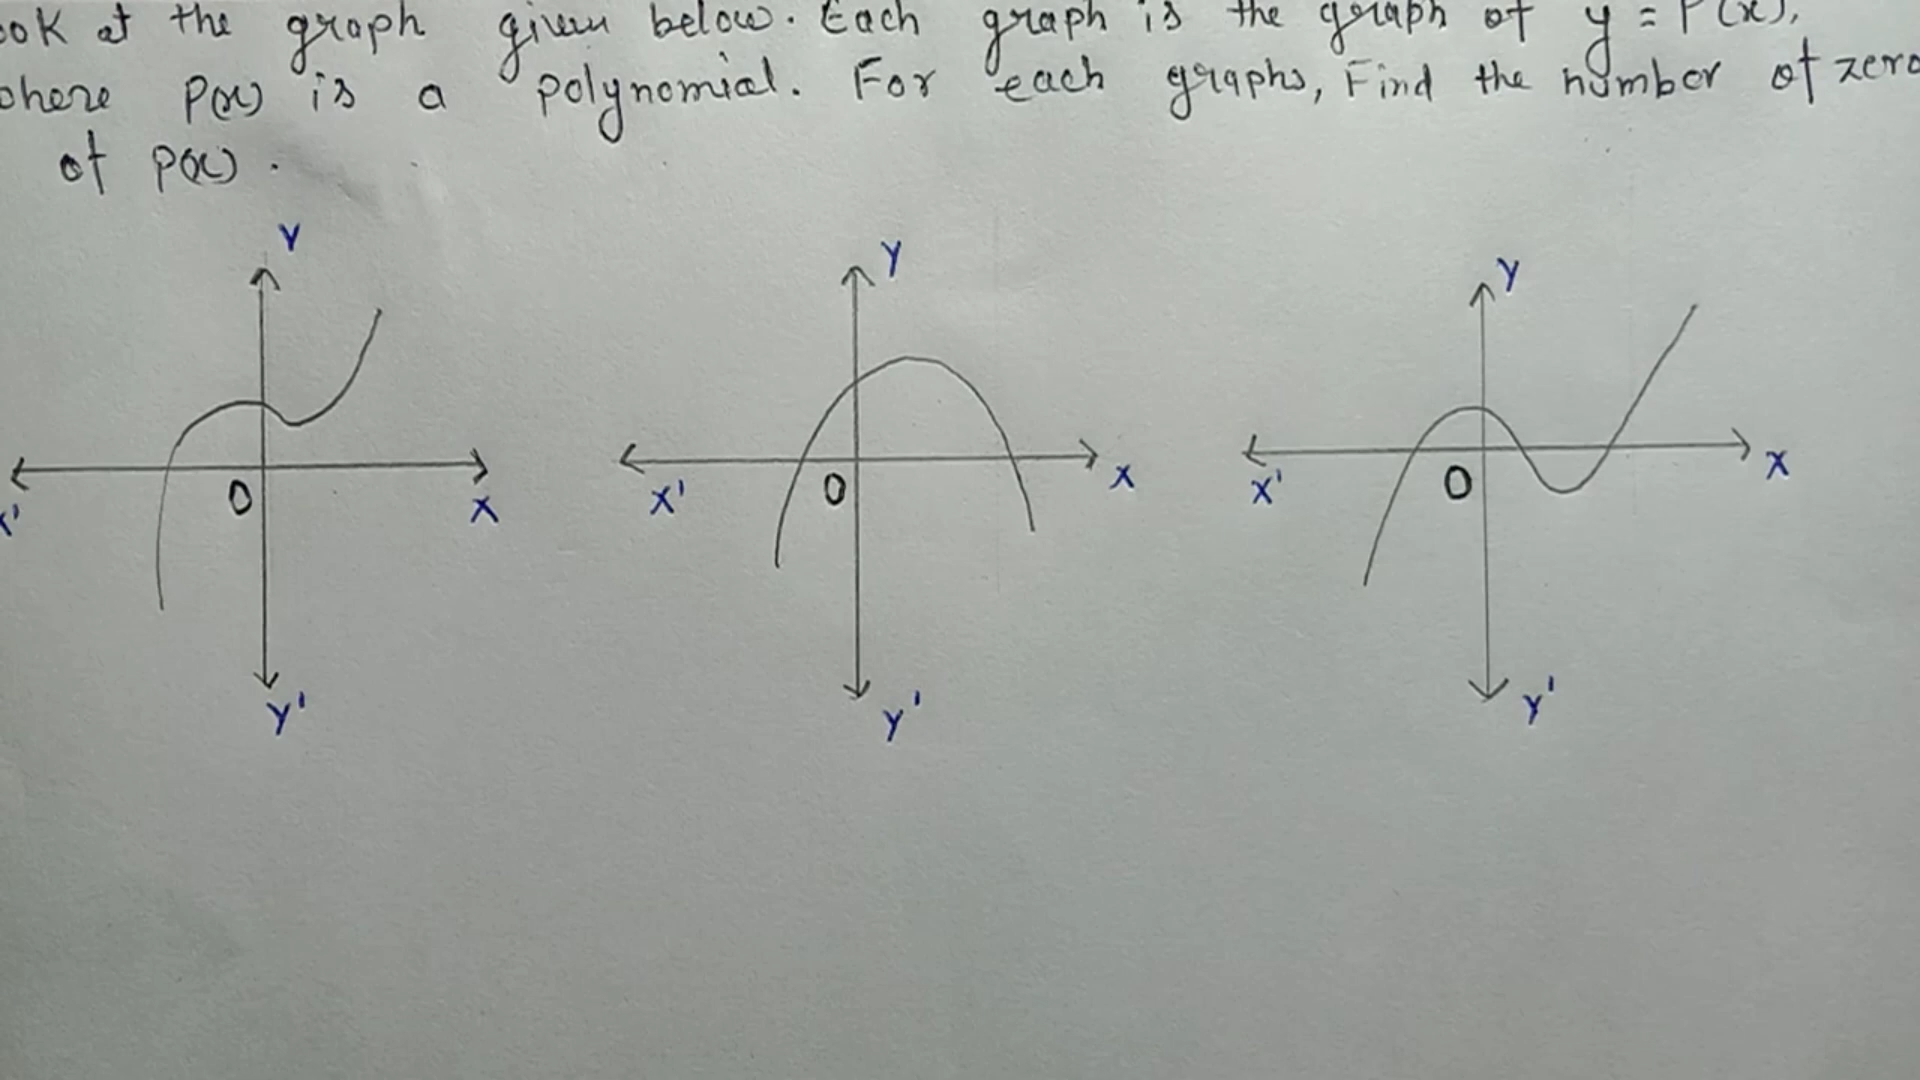 ook at the graph given below. Each graph is the graph of y = P(x),
where P(x) is a polynomial. For each graphs, Find the number of zero
of P(x).
Y Y Y
X' O X X' O X X' O X
Y' Y' Y'